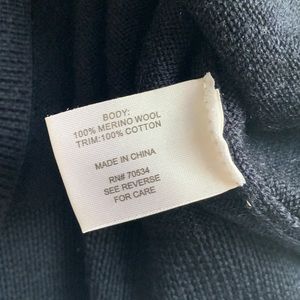 BODY:
100% MERINO WOOL
TRIM:100% COTTON
MADE IN CHINA
RN# 70534
SEE REVERSE
FOR CARE